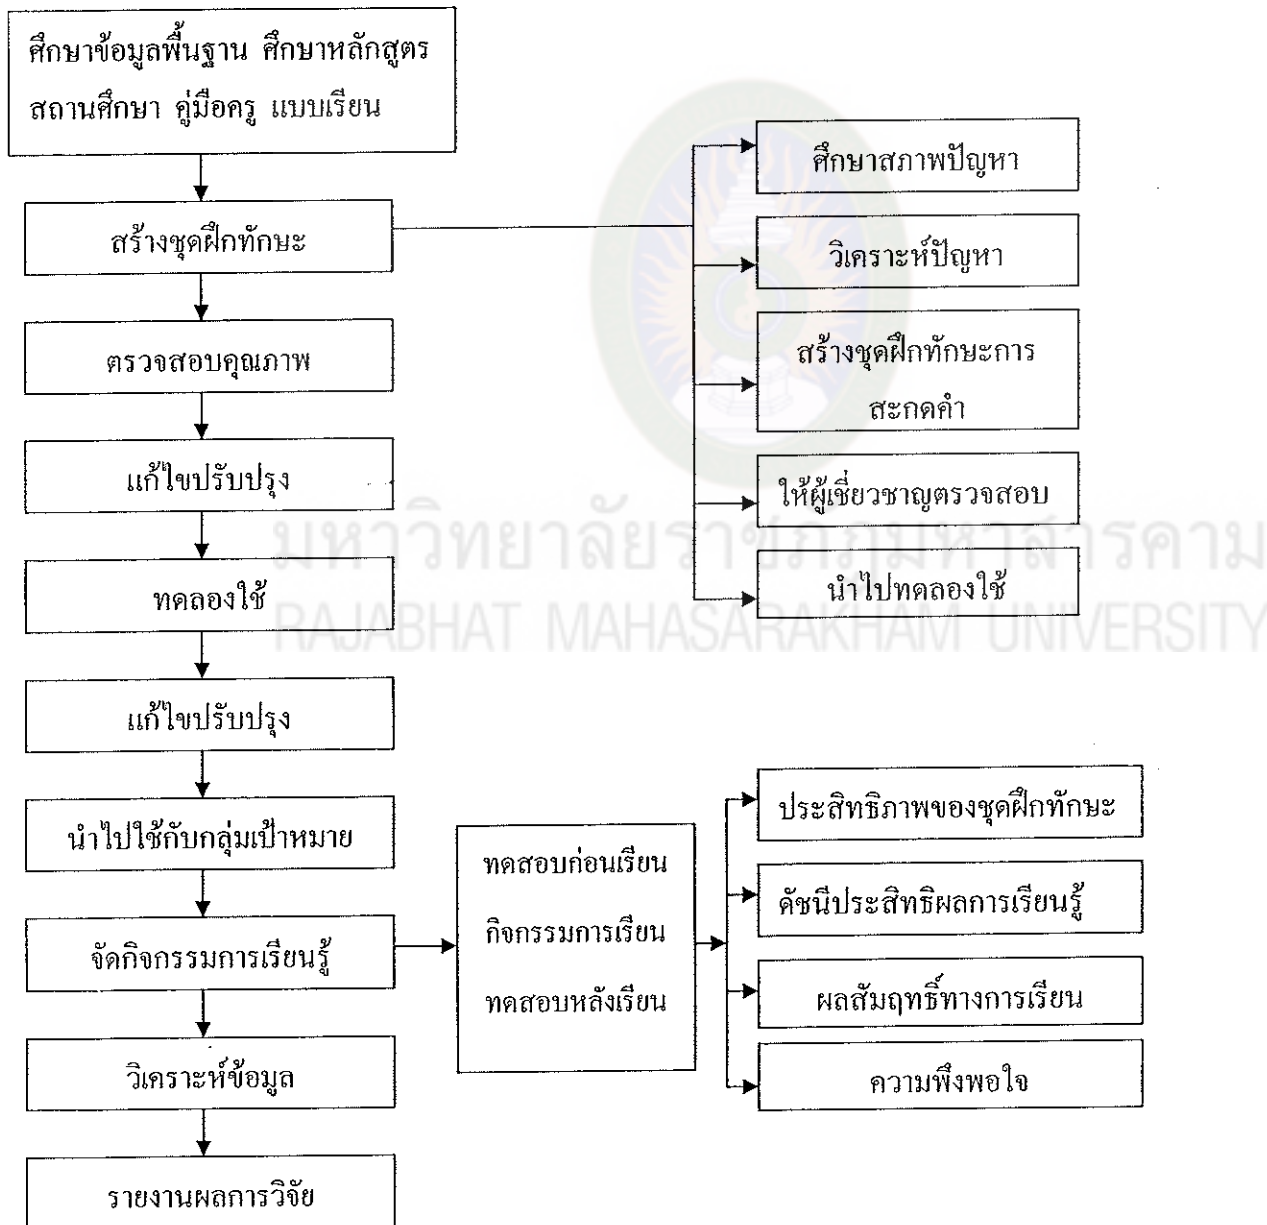 ศึกษาข้อมูลพื้นฐาน ศึกษาหลักสูตร
สถานศึกษา คู่มือครู แบบเรียน
สร้างชุดฝึกทักษะ
ตรวจสอบคุณภาพ
แก้ไขปรับปรุง
ทดลองใช้
แก้ไขปรับปรุง
นำไปใช้กับกลุ่มเป้าหมาย
จัดกิจกรรมการเรียนรู้
วิเคราะห์ข้อมูล
รายงานผลการวิจัย
ศึกษาสภาพปัญหา
วิเคราะห์ปัญหา
สร้างชุดฝึกทักษะการ
สะกดคำ
ให้ผู้เชี่ยวชาญตรวจสอบ
นำไปทดลองใช้
ทดสอบก่อนเรียน
กิจกรรมการเรียน
ทดสอบหลังเรียน
ประสิทธิภาพของชุดฝึกทักษะ
ดัชนีประสิทธิผลการเรียนรู้
ผลสัมฤทธิ์ทางการเรียน
ความพึงพอใจ
มหาวิทยาลัยราชภัฏมหาสารคาม
RAJABHAT MAHASARAKHAM UNIVERSITY